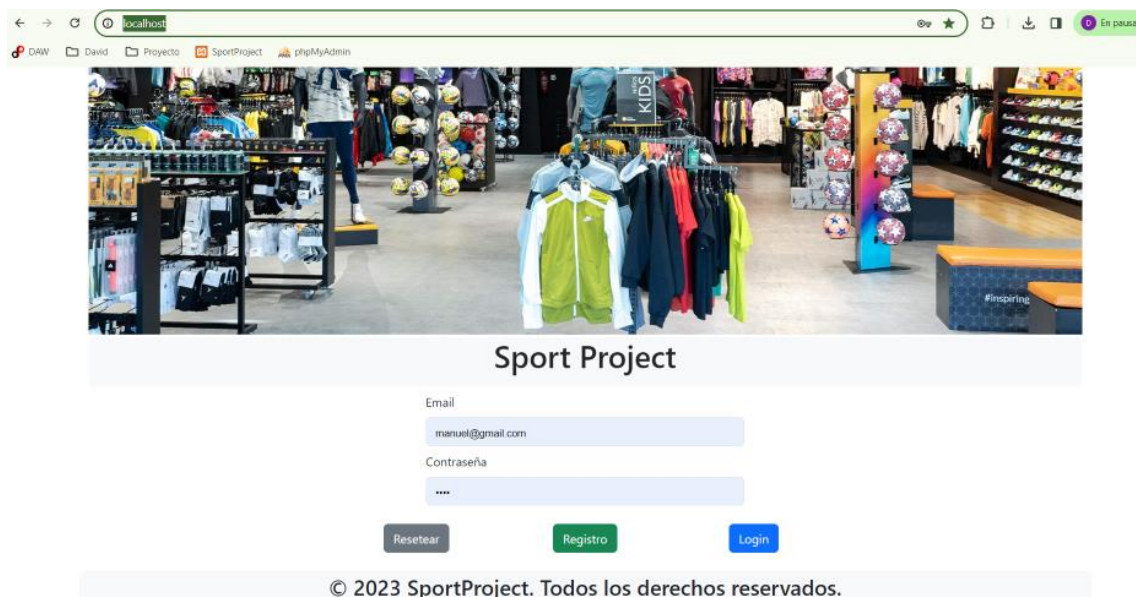 localhost
En pausa
DAW David Proyecto SportProject phpMyAdmin
KIDS
#inspiring
Sport Project
Email
manuel@gmail.com
Contraseña
••••
Resetear Registro Login
© 2023 SportProject. Todos los derechos reservados.